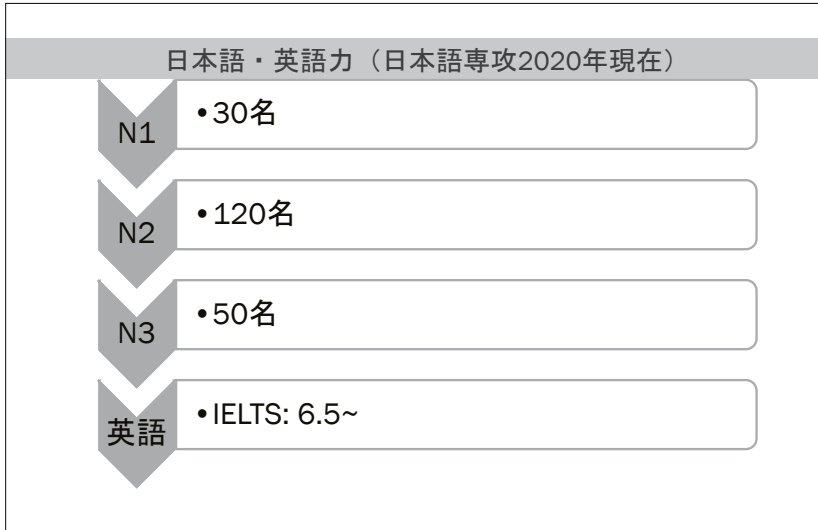 日本語・英語力（日本語専攻2020年現在）
N1
•30名
N2
•120名
N3
•50名
英語
•IELTS: 6.5~